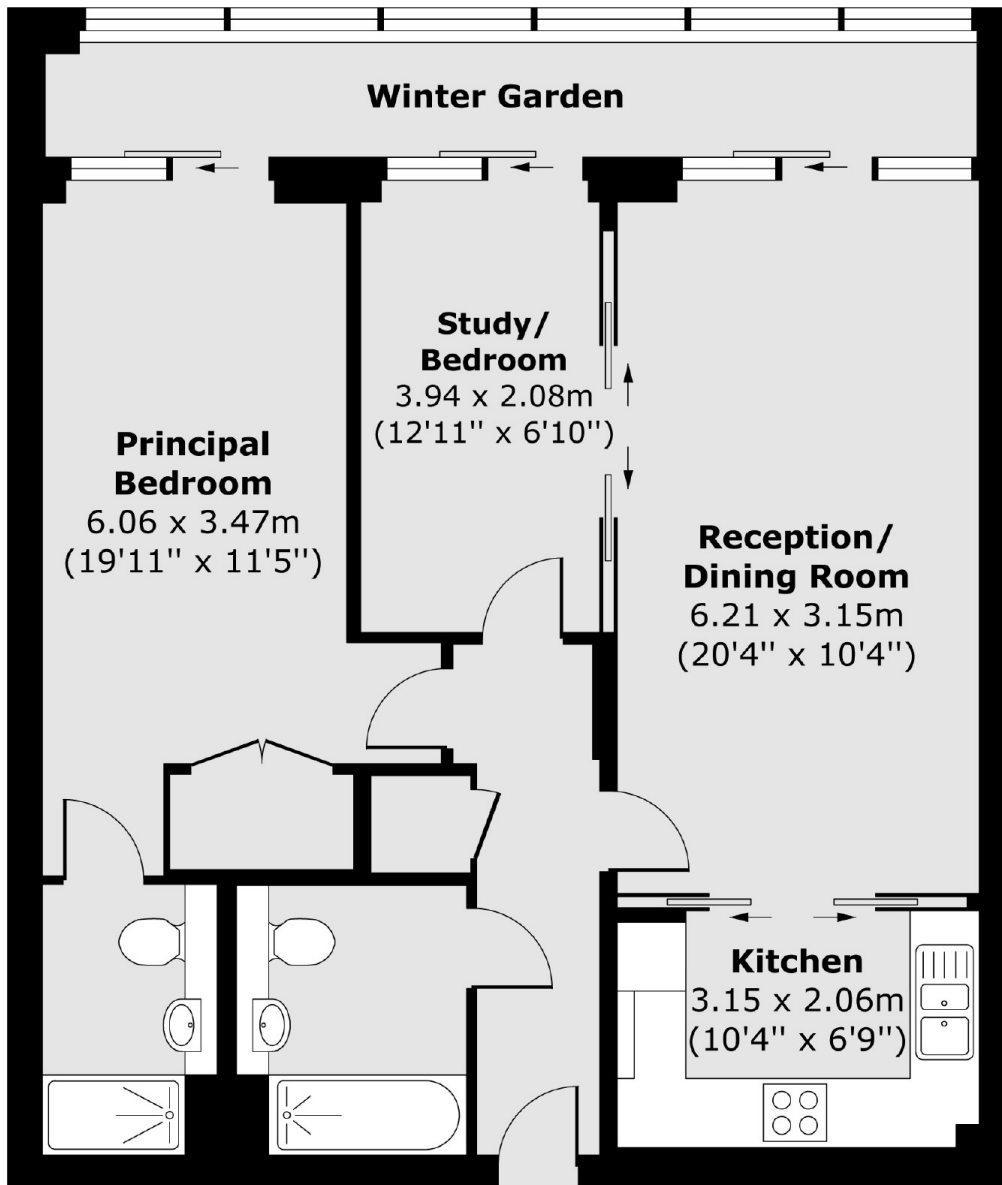 Winter Garden
Study/
Bedroom
3.94 x 2.08m
(12'11'' x 6'10'')
Principal
Bedroom
6.06 x 3.47m
(19'11'' x 11'5'')
Reception/
Dining Room
6.21 x 3.15m
(20'4'' x 10'4'')
Kitchen
3.15 x 2.06m
(10'4'' x 6'9'')